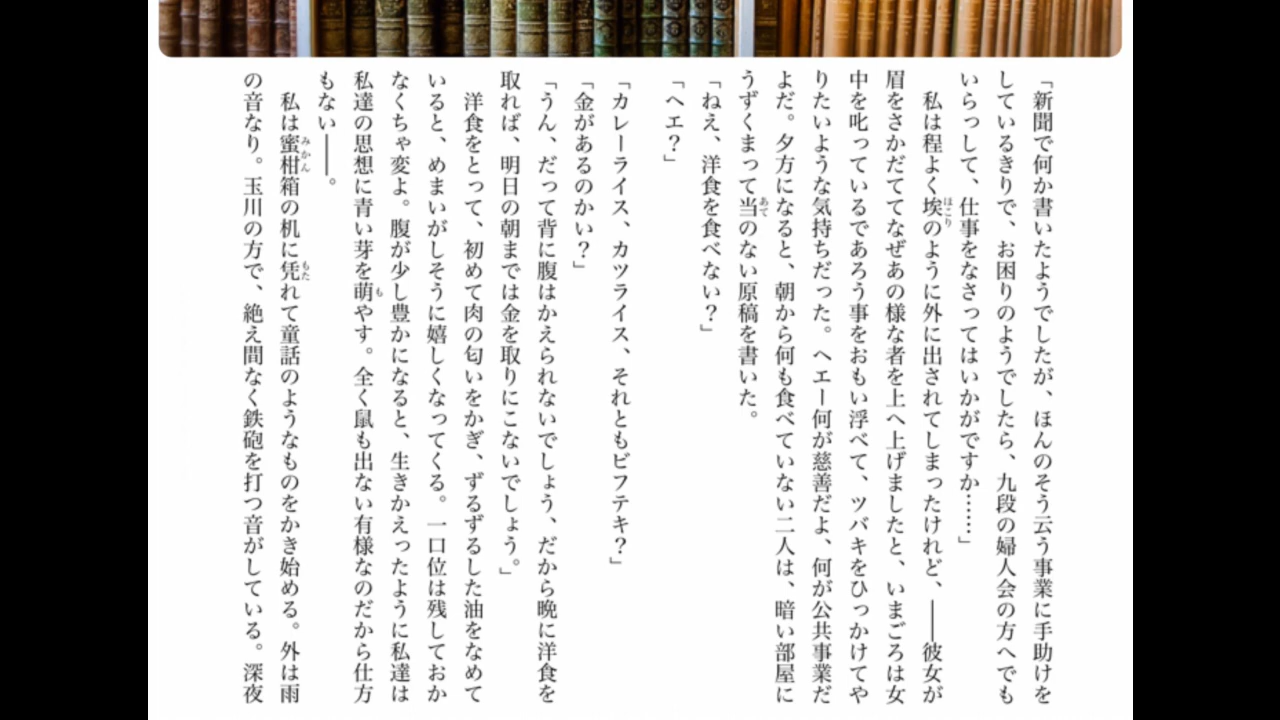 「新聞で何か書いたようでしたが、ほんのそう云う事業に手助けを
しているきりで、お困りのようでしたら、九段の婦人会の方へでも
いらっして、仕事をなさってはいかがですか……」
　私は程よく埃のように外に出されてしまったけれど、――彼女が
眉をさかだててなぜあの様な者を上へ上げましたと、いまごろは女
中を叱っているであろう事をおもい浮べて、ツバキをひっかけてや
りたいような気持ちだった。ヘエー何が慈善だよ、何が公共事業だ
よだ。夕方になると、朝から何も食べていない二人は、暗い部屋に
うずくまって当のない原稿を書いた。
「ねえ、洋食を食べない？」
「ヘエ？」
「カレーライス、カツライス、それともビフテキ？」
「金があるのかい？」
「うん、だって背に腹はかえられないでしょう、だから晩に洋食を
取れば、明日の朝までは金を取りにこないでしょう。」
　洋食をとって、初めて肉の匂いをかぎ、ずるずるした油をなめて
いると、めまいがしそうに嬉しくなってくる。一口位は残しておか
なくちゃ変よ。腹が少し豊かになると、生きかえったように私達は
私達の思想に青い芽を萌やす。全く鼠も出ない有様なのだから仕方
もない――。
　私は蜜柑箱の机に凭れて童話のようなものをかき始める。外は雨
の音なり。玉川の方で、絶え間なく鉄砲を打つ音がしている。深夜